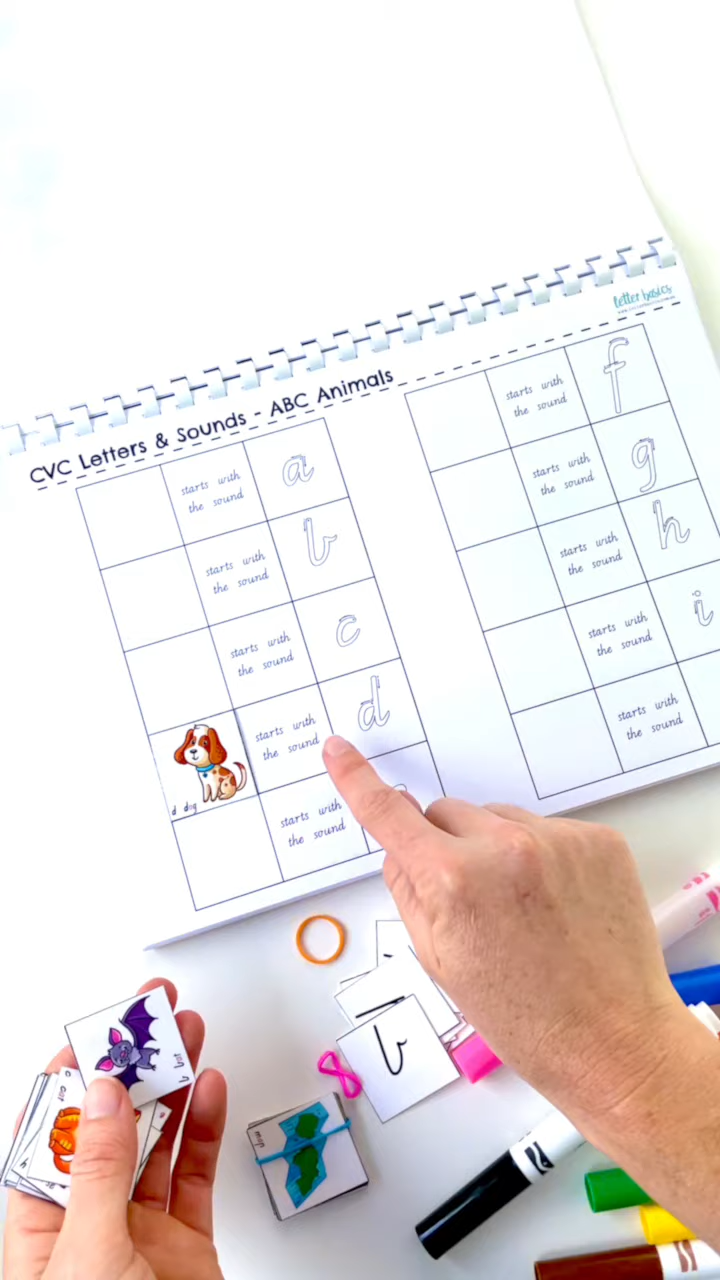 letter basics
CVC Letters & Sounds - ABC Animals
starts with
the sound
a
starts with
the sound
b
starts with
the sound
c
d dog
starts with
the sound
d
starts with
the sound
starts with
the sound
f
starts with
the sound
g
starts with
the sound
h
starts with
the sound
i
starts with
the sound
b bat
c cat
b
map